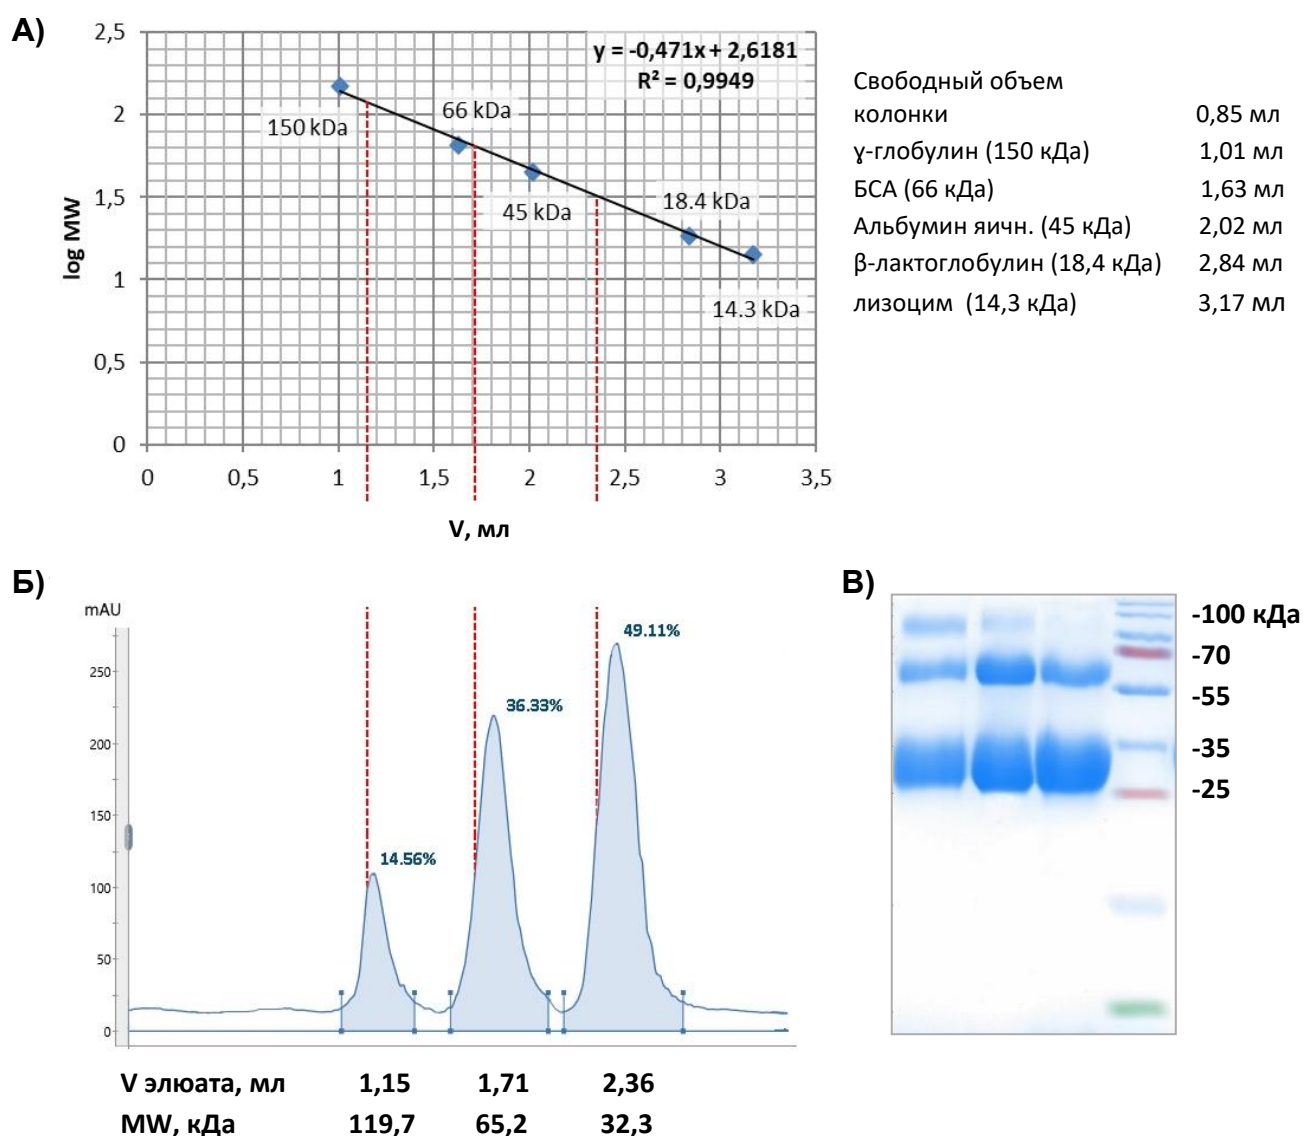 А)
2,5
2
1,5
1
0,5
0
log MW
y = -0,471x + 2,6181
R² = 0,9949
150 kDa
66 kDa
45 kDa
18.4 kDa
14.3 kDa
0 0,5 1 1,5 2 2,5 3 3,5
V, мл
Свободный объем
колонки 0,85 мл
γ-глобулин (150 кДа) 1,01 мл
БСА (66 кДа) 1,63 мл
Альбумин яичн. (45 кДа) 2,02 мл
β-лактоглобулин (18,4 кДа) 2,84 мл
лизоцим (14,3 кДа) 3,17 мл
Б)
mAU
250
200
150
100
50
0
14.56%
36.33%
49.11%
V элюата, мл 1,15 1,71 2,36
MW, кДа 119,7 65,2 32,3
В)
-100 кДа
-70
-55
-35
-25